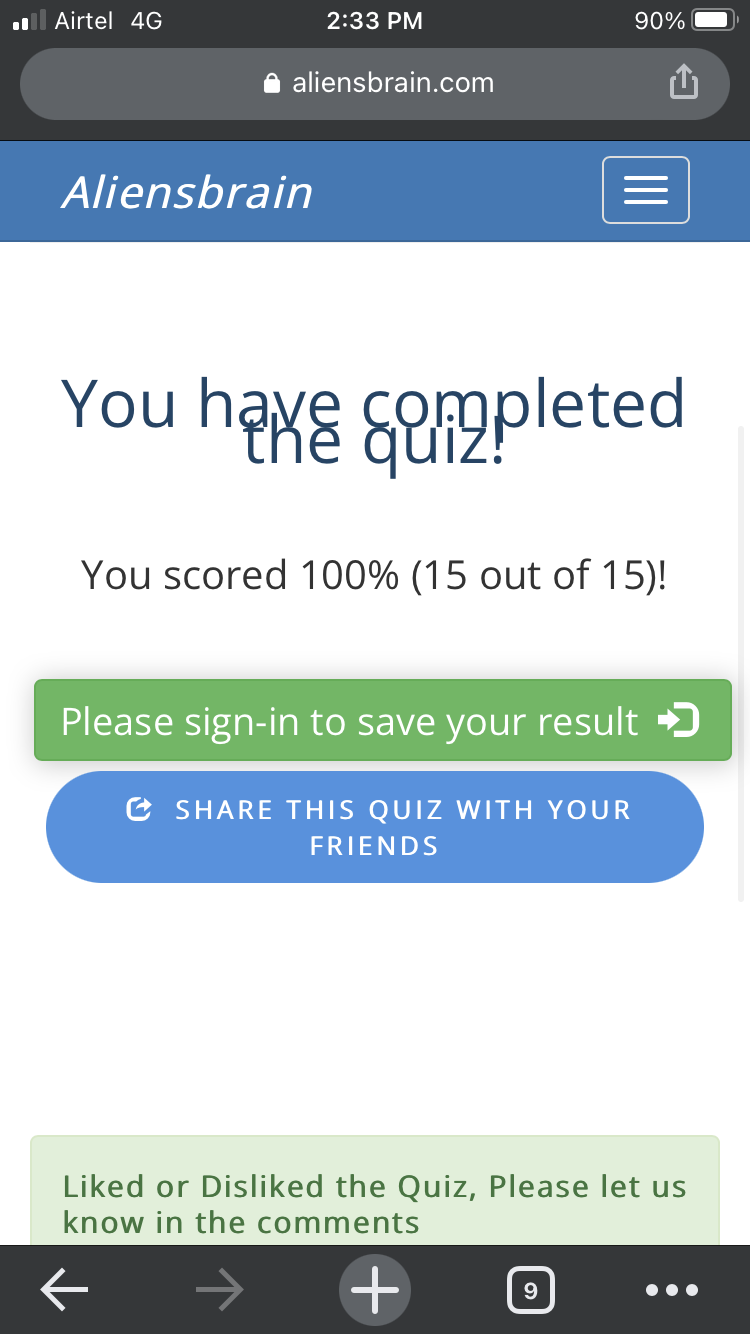 Airtel 4G 2:33 PM 90%
aliensbrain.com
Aliensbrain
You have completed
the quiz!
You scored 100% (15 out of 15)!
Please sign-in to save your result
SHARE THIS QUIZ WITH YOUR
FRIENDS
Liked or Disliked the Quiz, Please let us
know in the comments
9